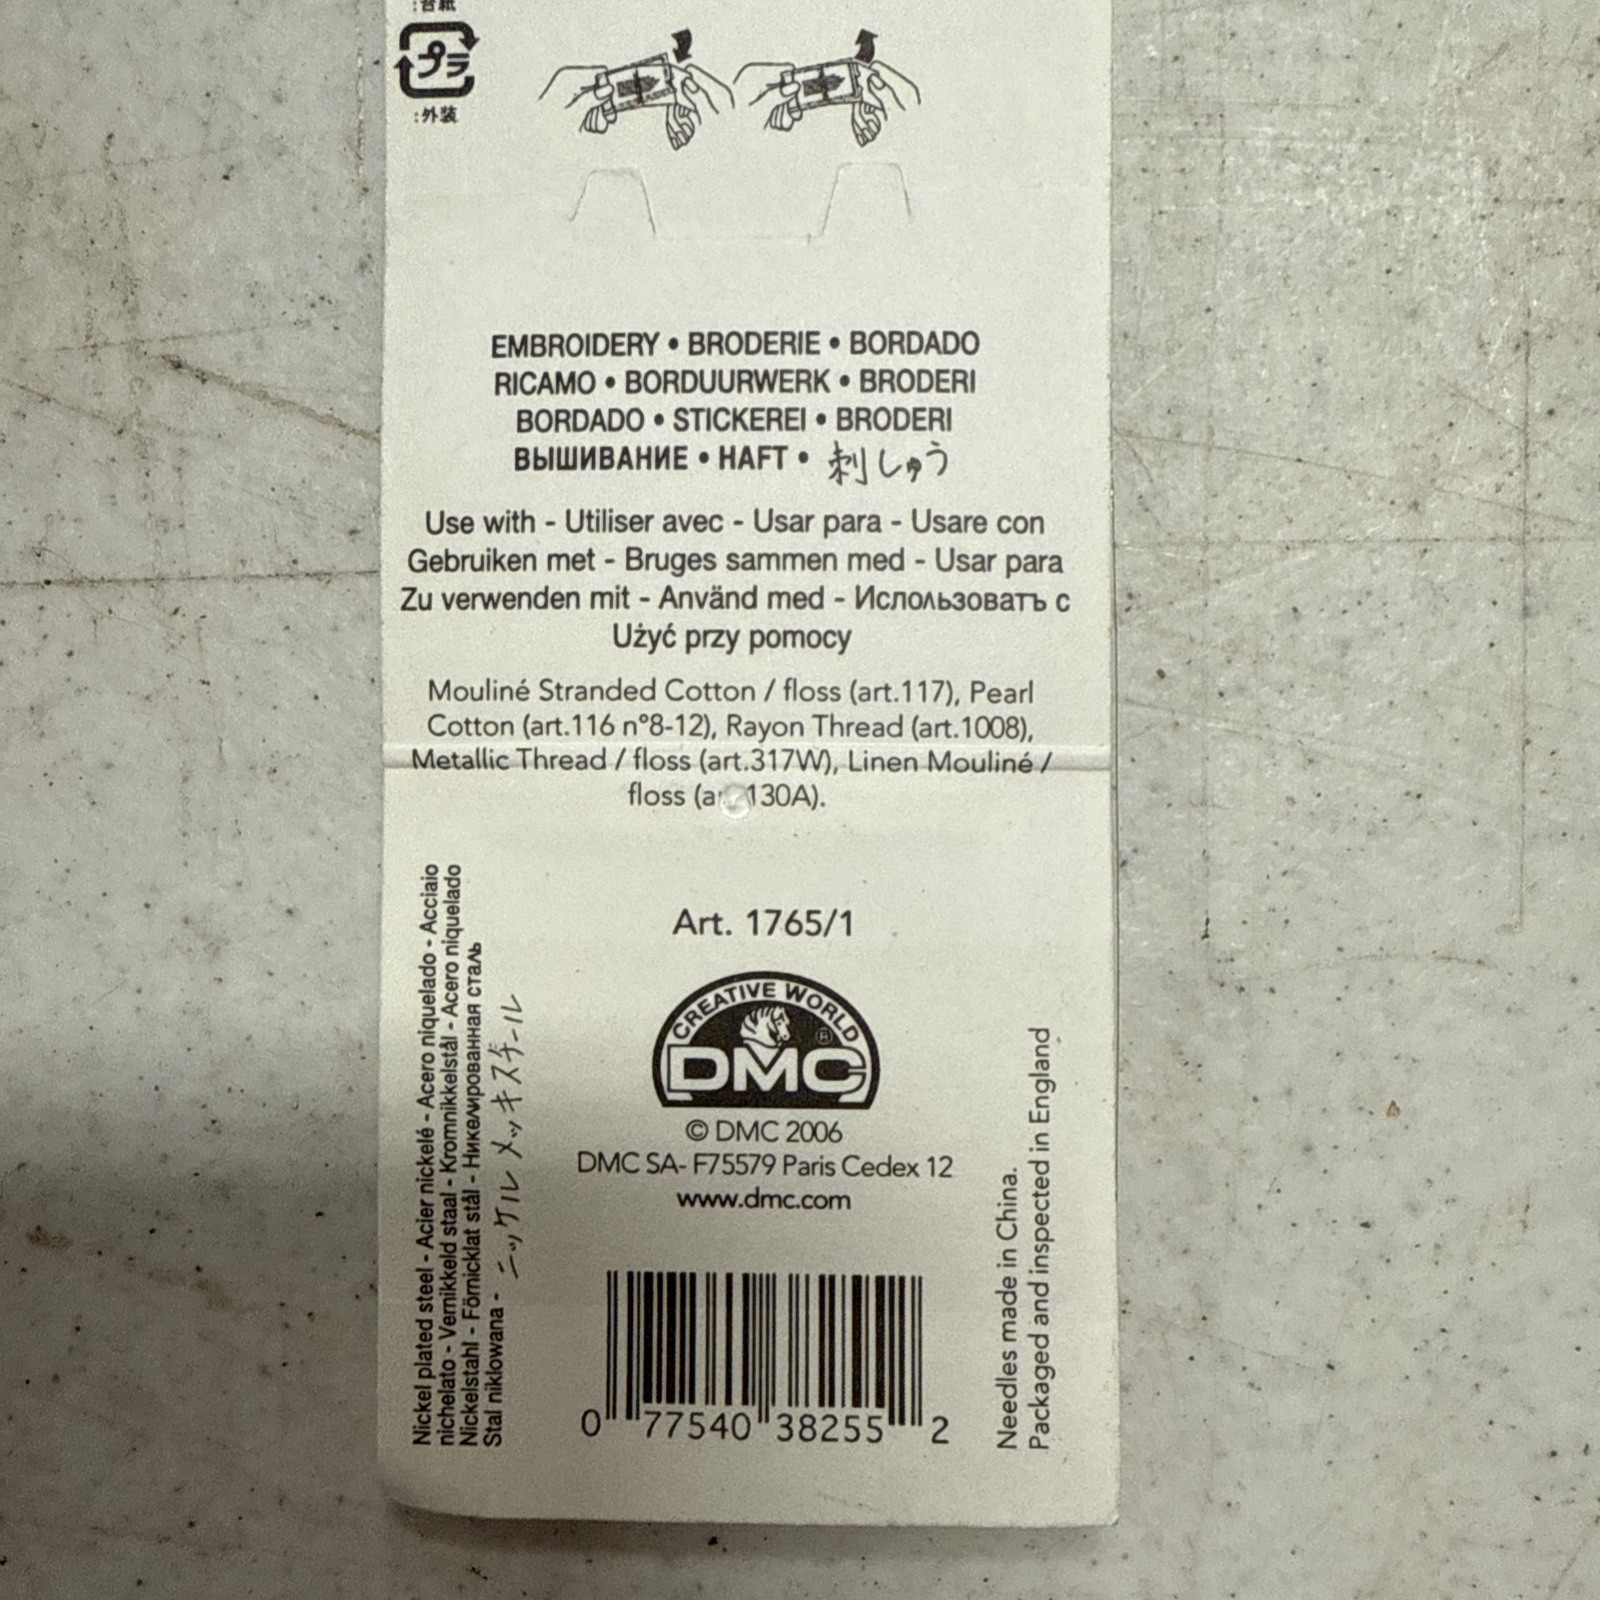 :台紙
プラ
:外装
EMBROIDERY • BRODERIE • BORDADO
RICAMO • BORDUURWERK • BRODERI
BORDADO • STICKEREI • BRODERI
ВЫШИВАНИЕ • HAFT • 刺しゅう
Use with - Utiliser avec - Usar para - Usare con
Gebruiken met - Bruges sammen med - Usar para
Zu verwenden mit - Använd med - Использовать с
Użyć przy pomocy
Mouliné Stranded Cotton / floss (art.117), Pearl
Cotton (art.116 n°8-12), Rayon Thread (art.1008),
Metallic Thread / floss (art.317W), Linen Mouliné /
floss (a 130A).
Art. 1765/1
CREATIVE WORLD
DMC®
© DMC 2006
DMC SA- F75579 Paris Cedex 12
www.dmc.com
0 77540 38255 2
Nickel plated steel - Acier nickelé - Acero niquelado - Acciaio
nichelato - Vernikkeld staal - Kromnikkelstål - Acero niquelado
Nickelstahl - Förnicklat stål - Никелированная сталь
Stal niklowana - ニッケルメッキスチール
Needles made in China.
Packaged and inspected in England